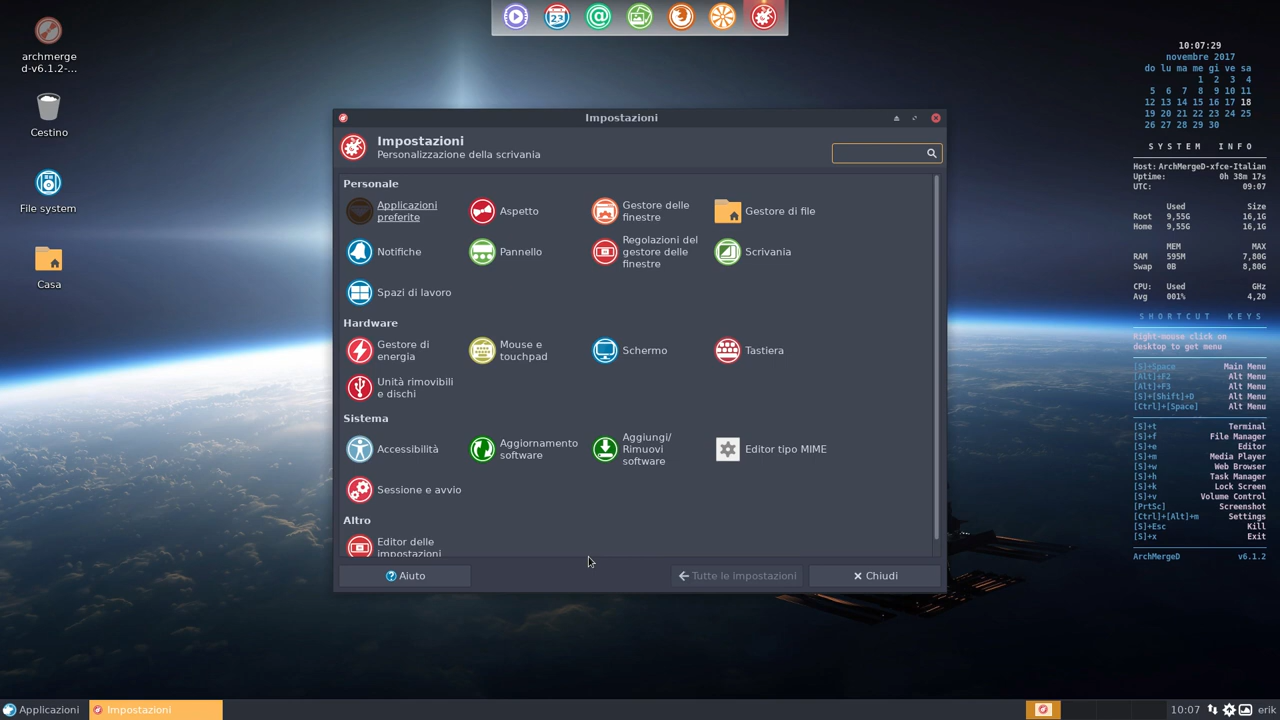 23
archmerge
d-v6.1.2-...
Cestino
File system
Casa
Impostazioni
Impostazioni
Personalizzazione della scrivania
Personale
Applicazioni
preferite
Aspetto
Gestore delle
finestre
Gestore di file
Notifiche
Pannello
Regolazioni del
gestore delle
finestre
Scrivania
Spazi di lavoro
Hardware
Gestore di
energia
Mouse e
touchpad
Schermo
Tastiera
Unità rimovibili
e dischi
Sistema
Accessibilità
Aggiornamento
software
Aggiungi/
Rimuovi
software
Editor tipo MIME
Sessione e avvio
Altro
Editor delle
impostazioni
Aiuto
Tutte le impostazioni
Chiudi
10:07:29
novembre 2017
do lu ma me gi ve sa
1 2 3 4
5 6 7 8 9 10 11
12 13 14 15 16 17 18
19 20 21 22 23 24 25
26 27 28 29 30
SYSTEM INFO
Host: ArchMergeD-xfce-Italian
Uptime: 0h 38m 17s
UTC: 09:07
Used Size
Root 9,55G 16,1G
Home 9,55G 16,1G
MEM MAX
RAM 595M 7,80G
Swap 0B 8,80G
CPU: Used GHz
Avg 001% 4,20
SHORTCUT KEYS
Right-mouse click on
desktop to get menu
[S]+Space Main Menu
[Alt]+F2 Alt Menu
[Alt]+F3 Alt Menu
[S]+[Shift]+D Alt Menu
[Ctrl]+[Space] Alt Menu
[S]+t Terminal
[S]+f File Manager
[S]+e Editor
[S]+m Media Player
[S]+w Web Browser
[S]+h Task Manager
[S]+k Lock Screen
[S]+v Volume Control
[PrtSc] Screenshot
[Ctrl]+[Alt]+m Settings
[S]+Esc Kill
[S]+x Exit
ArchMergeD v6.1.2
Applicazioni
Impostazioni
10:07
erik